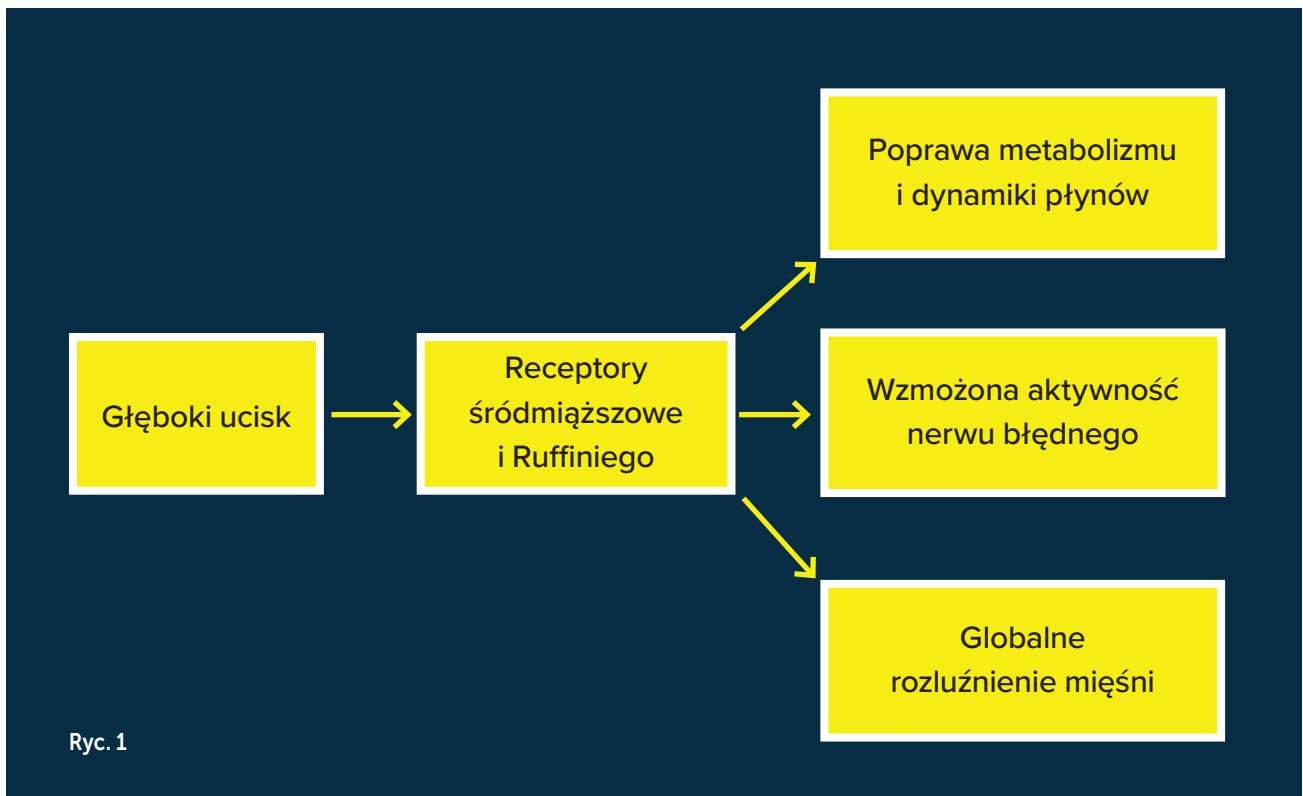 Głęboki ucisk
Receptory
śródmiąższowe
i Ruffiniego
Poprawa metabolizmu
i dynamiki płynów
Wzmożona aktywność
nerwu błędnego
Globalne
rozluźnienie mięśni
Ryc. 1